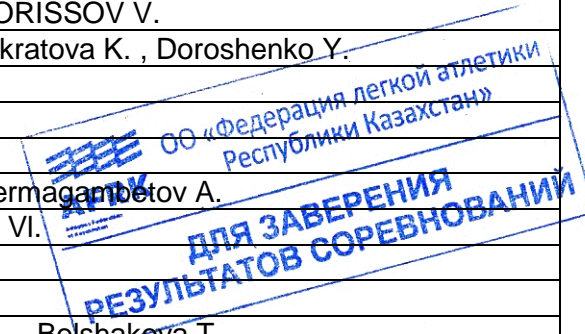 ORISSOV V.
kratova K. , Doroshenko Y.
ОО «Федерация легкой атлетики
Республики Казахстан»
ermagambetov A.
VI.
ДЛЯ ЗАВЕРЕНИЯ
РЕЗУЛЬТАТОВ СОРЕВНОВАНИЙ
Bolshakova T.